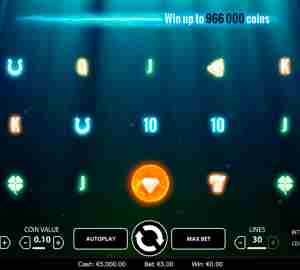 Win up to 966 000 coins
Q J K
K 10 10
J 7
COIN VALUE LINES
- 0.10 + AUTOPLAY MAX BET - 30 +
Cash: €5,000.00 Bet: €3.00 Win: €0.00